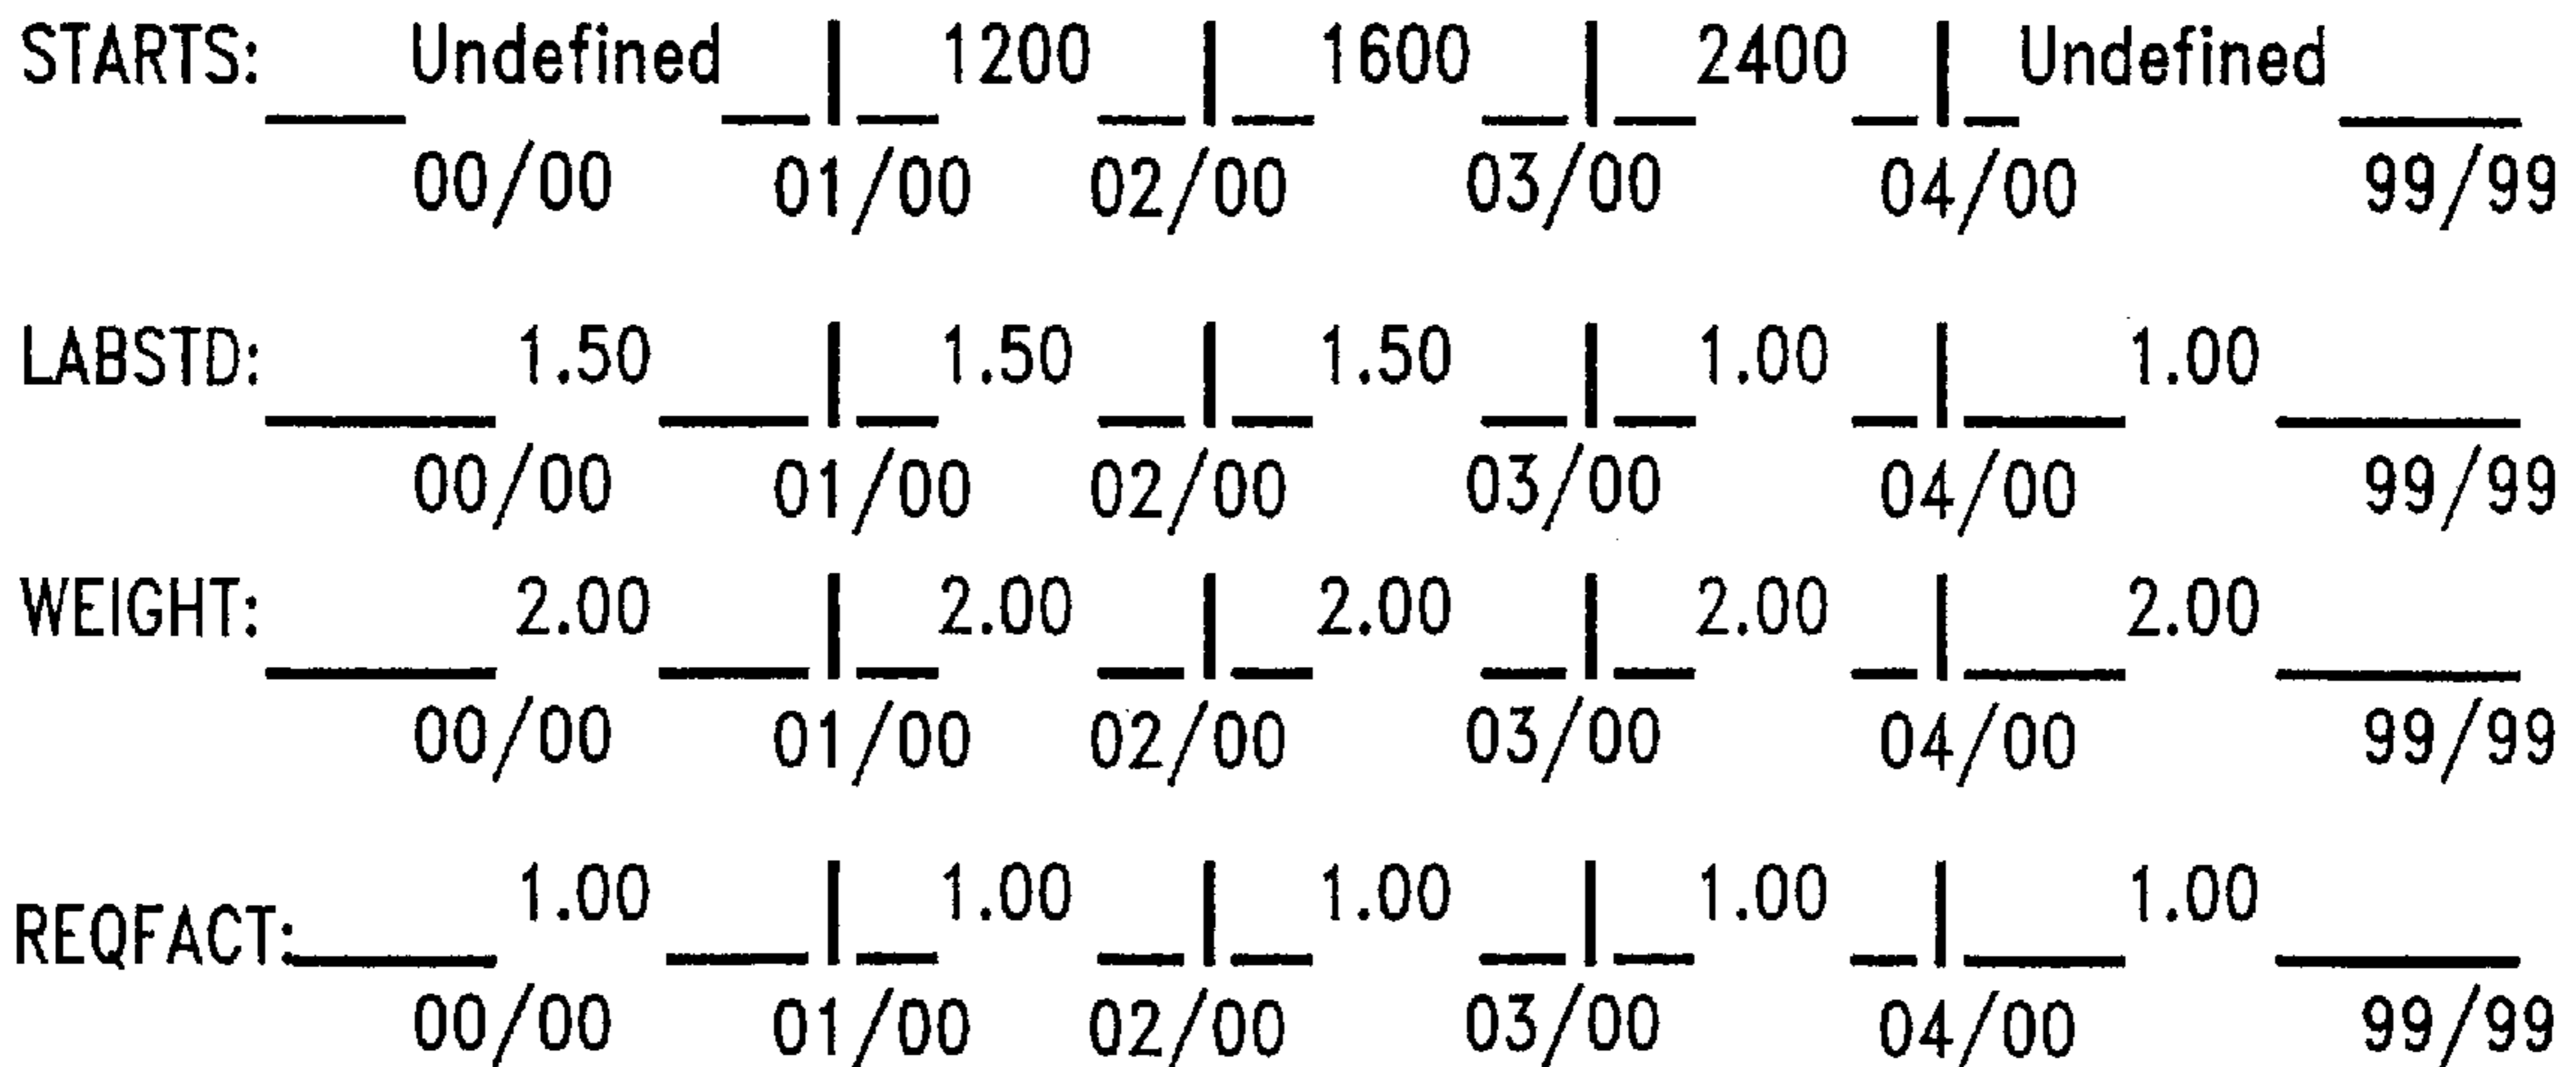 STARTS: Undefined 1200 1600 2400 Undefined
00/00 01/00 02/00 03/00 04/00 99/99
LABSTD: 1.50 1.50 1.50 1.00 1.00
00/00 01/00 02/00 03/00 04/00 99/99
WEIGHT: 2.00 2.00 2.00 2.00 2.00
00/00 01/00 02/00 03/00 04/00 99/99
REQFACT: 1.00 1.00 1.00 1.00 1.00
00/00 01/00 02/00 03/00 04/00 99/99